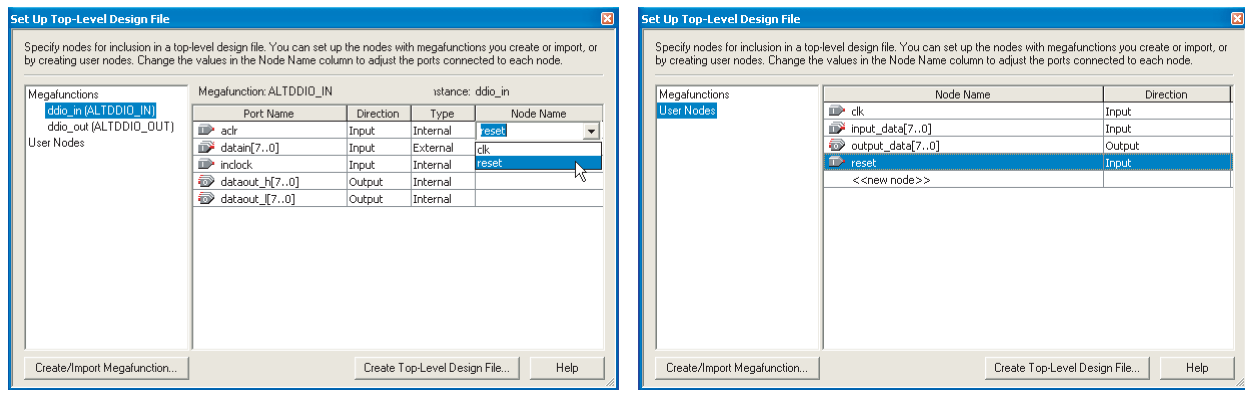 Set Up Top-Level Design File
Specify nodes for inclusion in a top-level design file. You can set up the nodes with megafunctions you create or import, or
by creating user nodes. Change the values in the Node Name column to adjust the ports connected to each node.
Megafunctions
ddio_in (ALTDDIO_IN)
ddio_out (ALTDDIO_OUT)
User Nodes
Megafunction: ALTDDIO_IN ıstance: ddio_in
Port Name Direction Type Node Name
aclr Input Internal reset
datain[7..0] Input External clk
inclock Input Internal reset
dataout_h[7..0] Output Internal
dataout_l[7..0] Output Internal
Create/Import Megafunction... Create Top-Level Design File... Help
Set Up Top-Level Design File
Specify nodes for inclusion in a top-level design file. You can set up the nodes with megafunctions you create or import, or
by creating user nodes. Change the values in the Node Name column to adjust the ports connected to each node.
Megafunctions
User Nodes
Node Name Direction
clk Input
input_data[7..0] Input
output_data[7..0] Output
reset Input
<<new node>>
Create/Import Megafunction... Create Top-Level Design File... Help